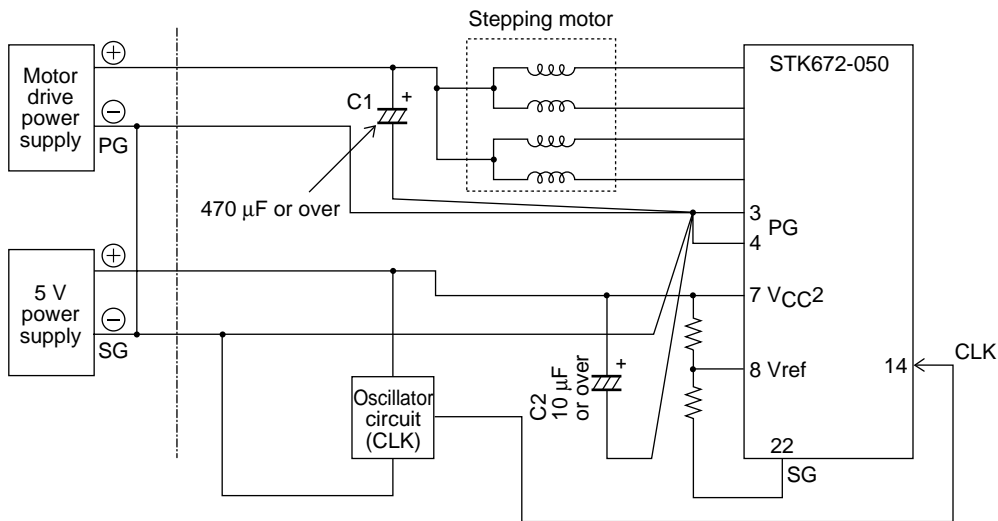 Stepping motor
STK672-050
Motor
drive
power
supply
+
−
PG
C1
+
470 µF or over
3
PG
4
5 V
power
supply
+
−
SG
7 VCC2
8 Vref
14
CLK
C2
10 µF
or over
+
Oscillator
circuit
(CLK)
22
SG